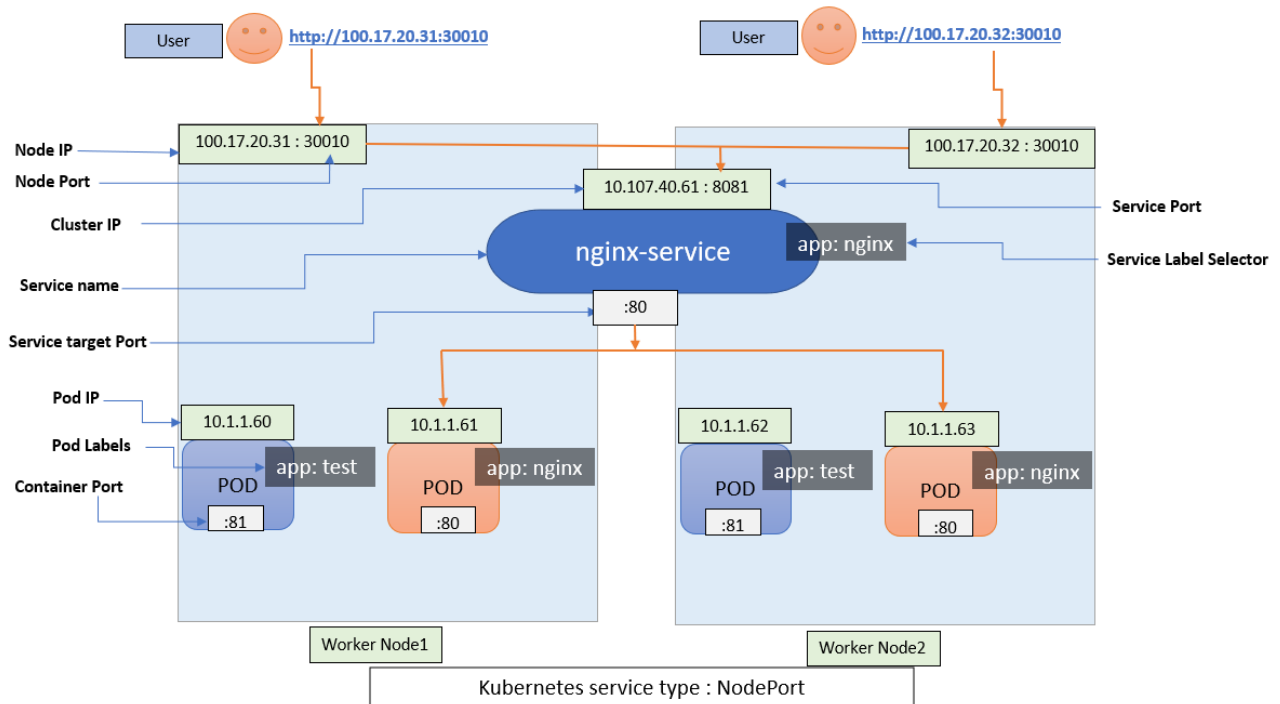 User
http://100.17.20.31:30010
User
http://100.17.20.32:30010
100.17.20.31 : 30010
100.17.20.32 : 30010
Node IP
Node Port
10.107.40.61 : 8081
Cluster IP
Service Port
nginx-service
app: nginx
Service Label Selector
Service name
:80
Service target Port
Pod IP
10.1.1.60
10.1.1.61
10.1.1.62
10.1.1.63
Pod Labels
app: test
app: nginx
app: test
app: nginx
Container Port
POD
POD
POD
POD
:81
:80
:81
:80
Worker Node1
Worker Node2
Kubernetes service type : NodePort